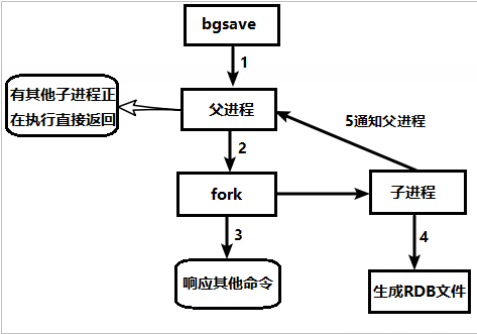 bgsave
1
有其他子进程正
在执行直接返回
父进程
5通知父进程
2
fork
子进程
3
4
响应其他命令
生成RDB文件